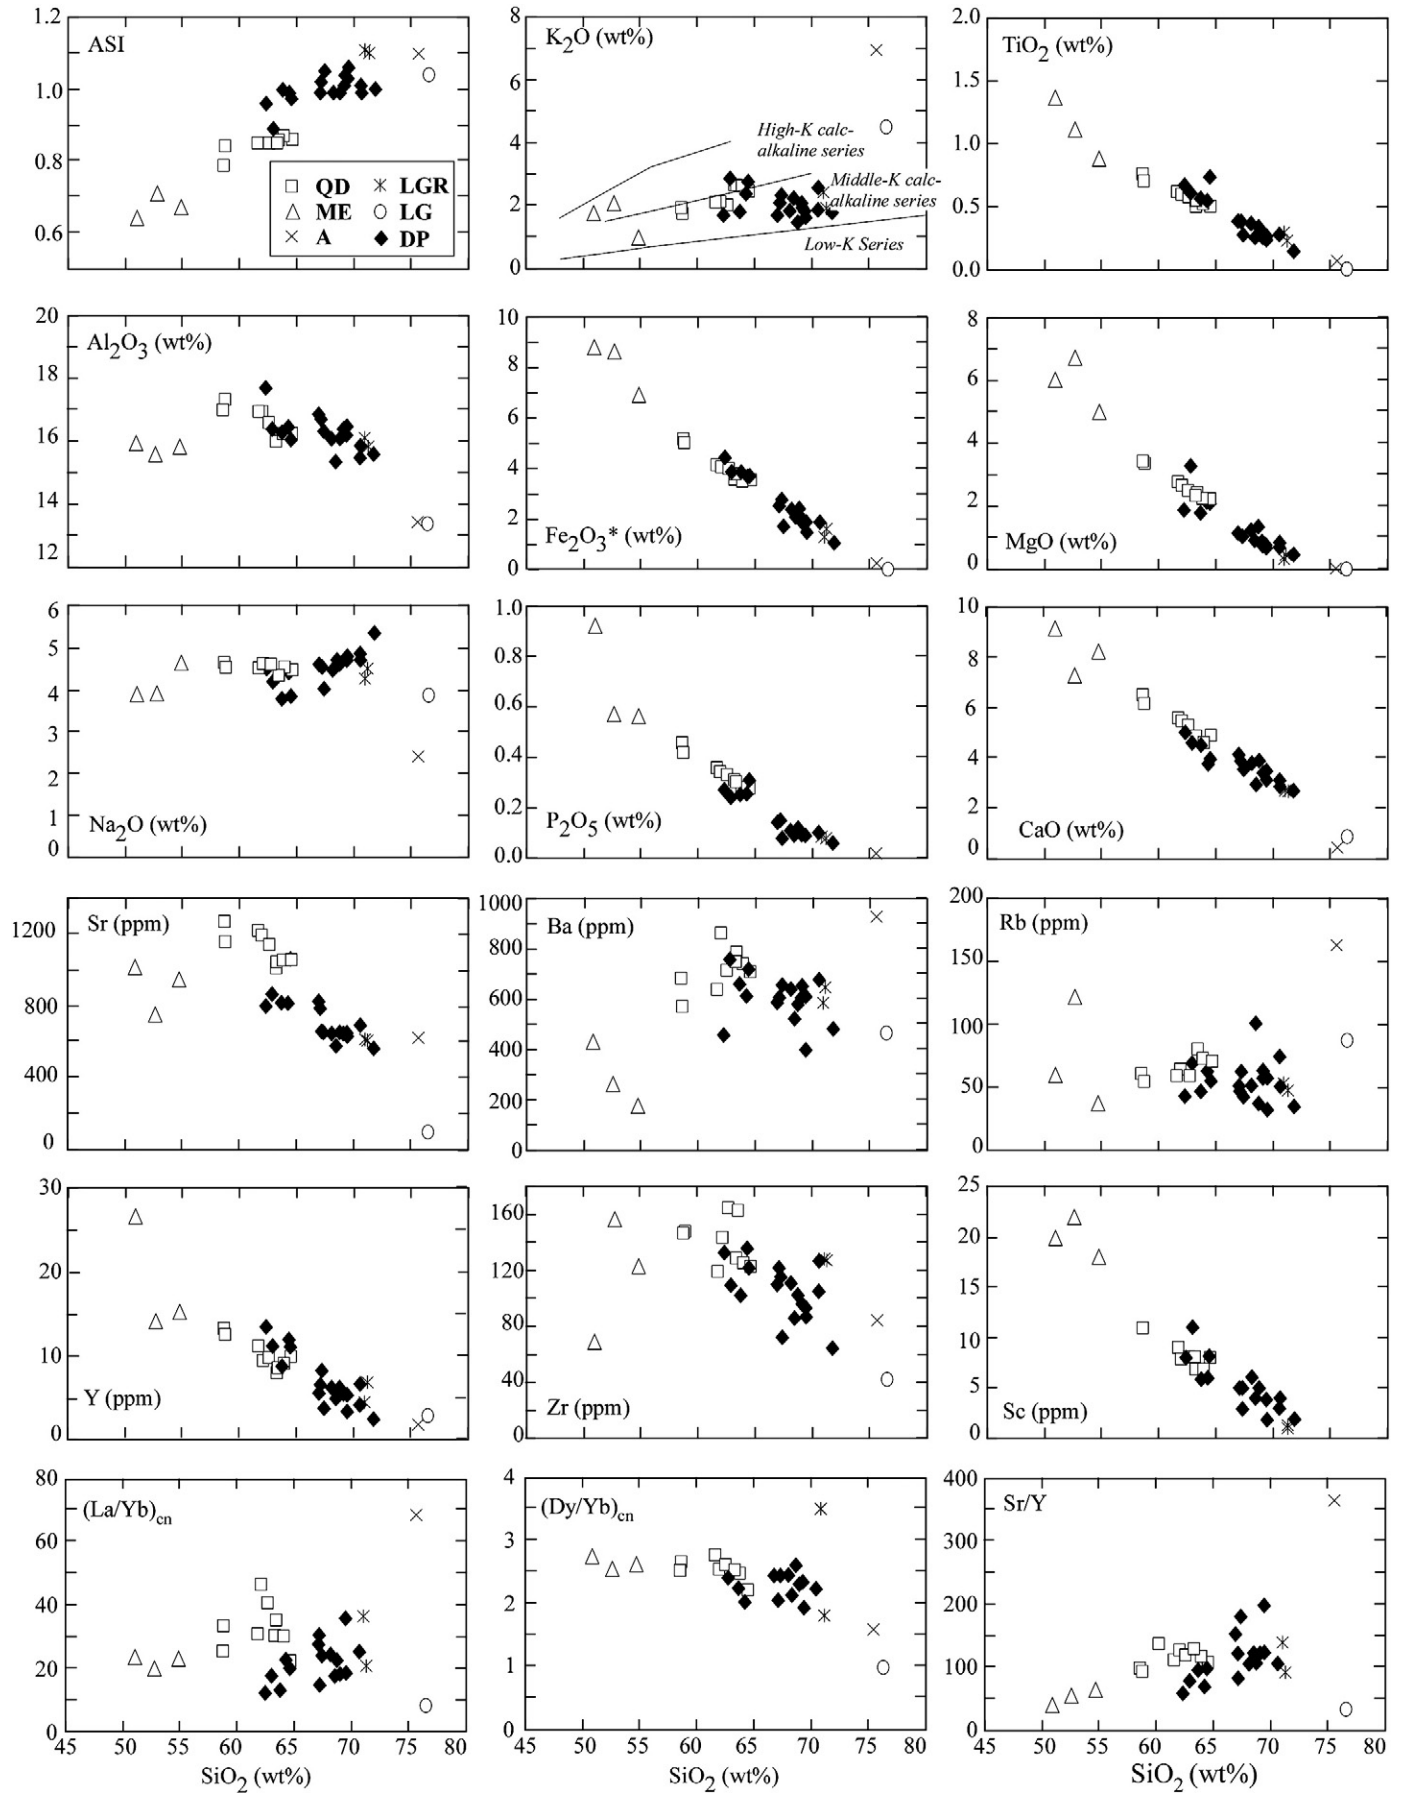 1.2
1.0
0.8
0.6
ASI
QD
ME
A
LGR
LG
DP
8
6
4
2
0
K2O (wt%)
High-K calc-
alkaline series
Middle-K calc-
alkaline series
Low-K Series
2.0
1.5
1.0
0.5
0.0
TiO2 (wt%)
20
18
16
14
12
Al2O3 (wt%)
10
8
6
4
2
0
Fe2O3* (wt%)
8
6
4
2
0
MgO (wt%)
6
5
4
3
2
1
0
Na2O (wt%)
1.0
0.8
0.6
0.4
0.2
0.0
P2O5 (wt%)
10
8
6
4
2
0
CaO (wt%)
1200
800
400
0
Sr (ppm)
1000
800
600
400
200
0
Ba (ppm)
200
150
100
50
0
Rb (ppm)
30
20
10
0
Y (ppm)
160
120
80
40
0
Zr (ppm)
25
20
15
10
5
0
Sc (ppm)
80
60
40
20
0
(La/Yb)cn
45 50 55 60 65 70 75 80
SiO2 (wt%)
4
3
2
1
0
(Dy/Yb)cn
45 50 55 60 65 70 75 80
SiO2 (wt%)
400
300
200
100
0
Sr/Y
45 50 55 60 65 70 75 80
SiO2 (wt%)